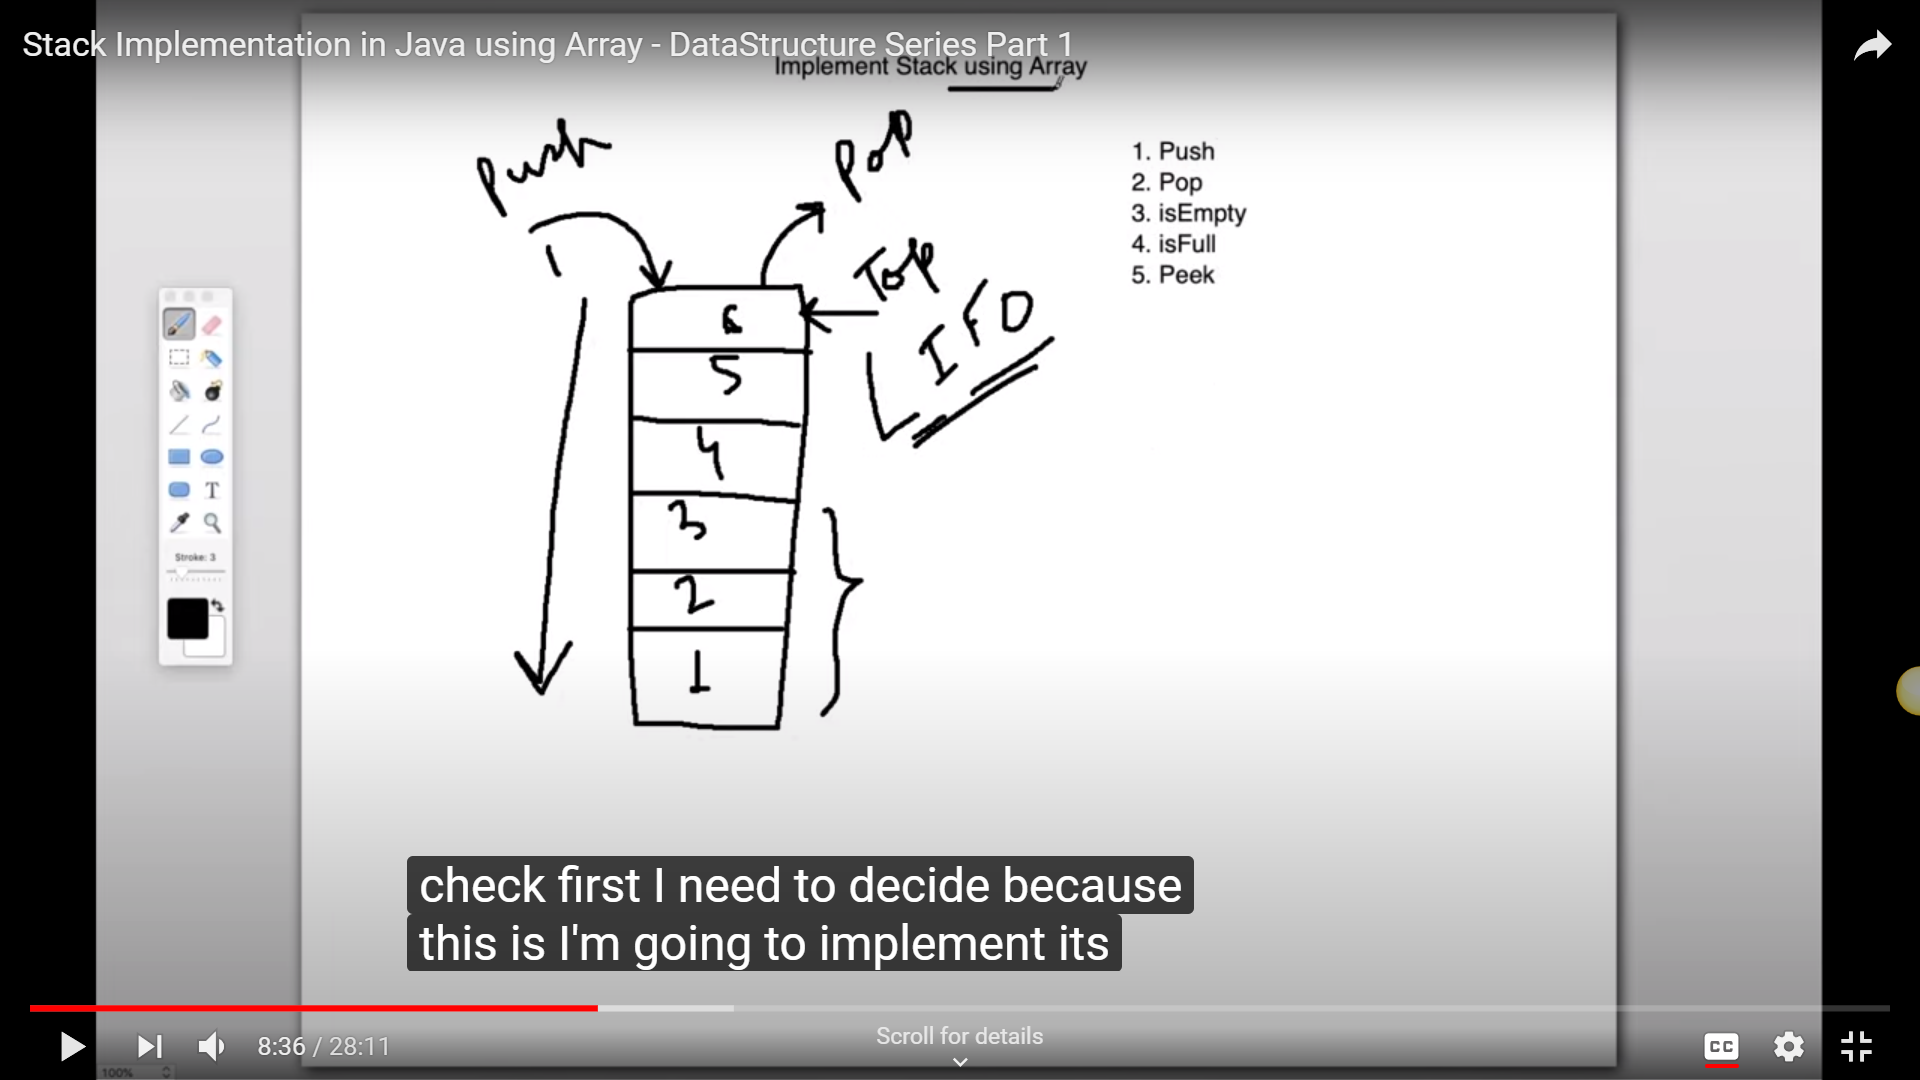 Stack Implementation in Java using Array - DataStructure Series Part 1
Implement Stack using Array
Push
Pop
Top
LIFO
1. Push
2. Pop
3. isEmpty
4. isFull
5. Peek
6
5
4
3
2
1
Stroke: 3
T
check first I need to decide because
this is I'm going to implement its
8:36 / 28:11
Scroll for details
CC
100%